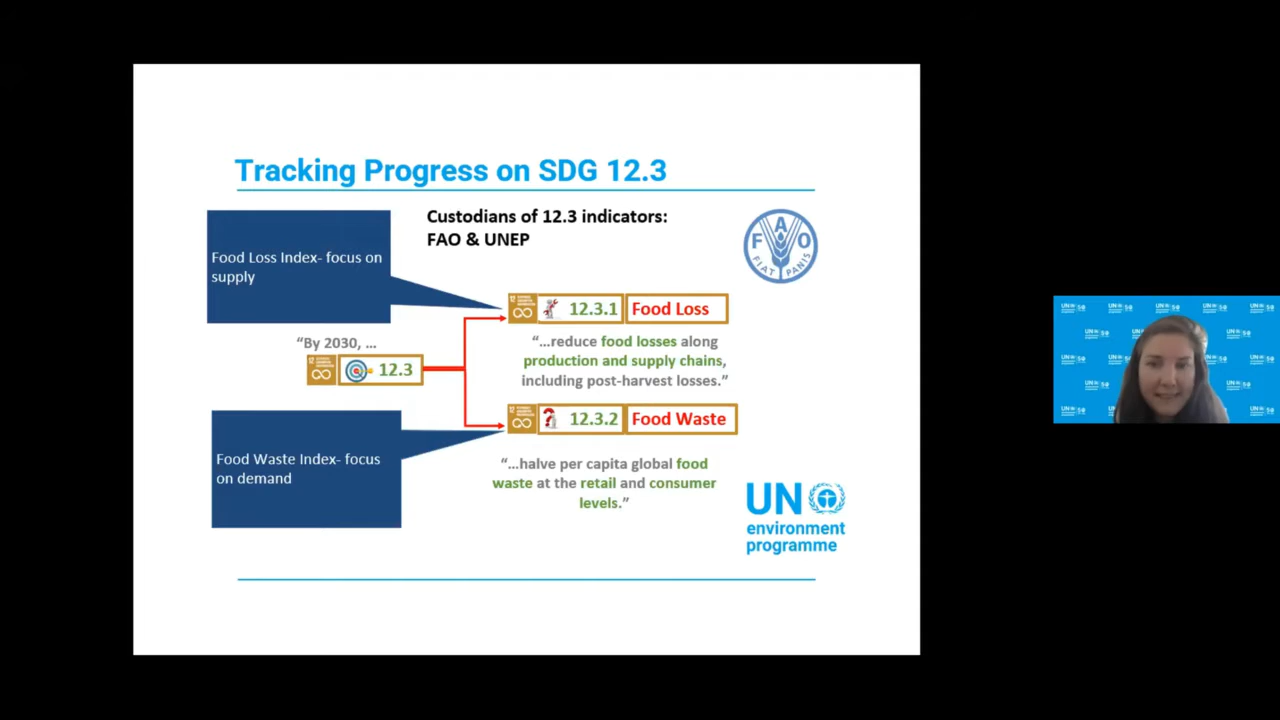 Tracking Progress on SDG 12.3
Food Loss Index- focus on
supply
Custodians of 12.3 indicators:
FAO & UNEP
F A O
FIAT PANIS
12.3.1 Food Loss
"By 2030, …
12.3
"…reduce food losses along
production and supply chains,
including post-harvest losses."
12.3.2 Food Waste
Food Waste Index- focus
on demand
"…halve per capita global food
waste at the retail and consumer
levels."
UN
environment
programme